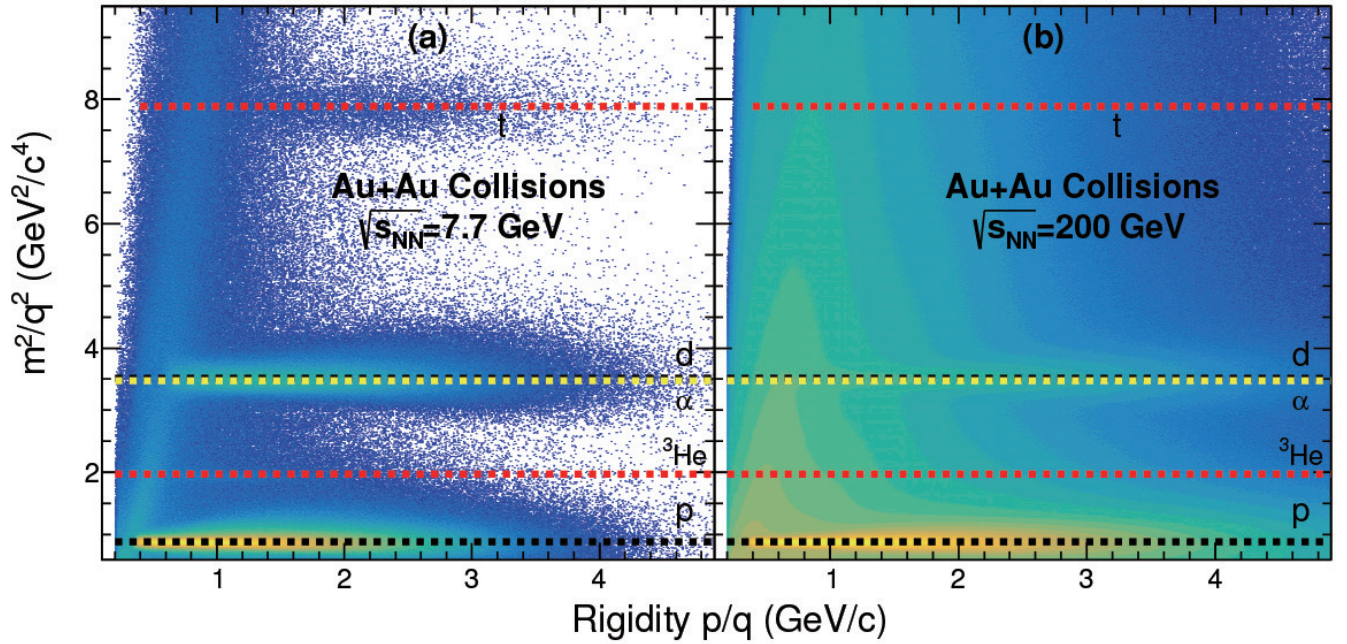 (a)
(b)
8
6
4
2
t
t
Au+Au Collisions
√sNN=7.7 GeV
Au+Au Collisions
√sNN=200 GeV
d
α
³He
p
d
α
³He
p
1 2 3 4
1 2 3 4
m²/q² (GeV²/c⁴)
Rigidity p/q (GeV/c)